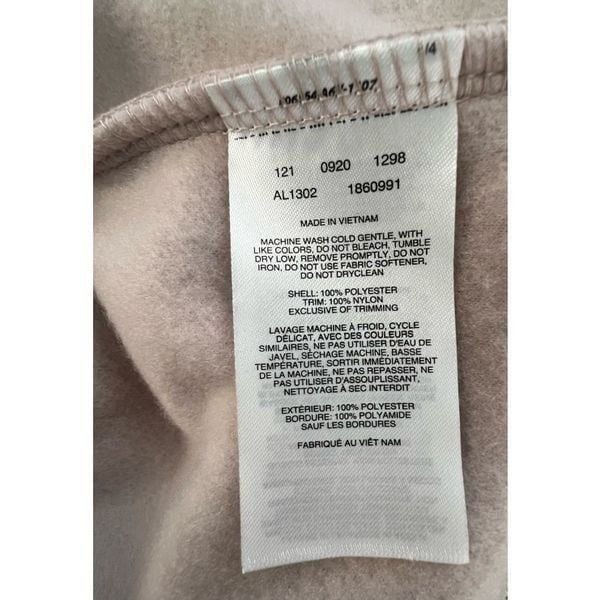 /4
121 0920 1298
AL1302 1860991
MADE IN VIETNAM
MACHINE WASH COLD GENTLE, WITH
LIKE COLORS, DO NOT BLEACH, TUMBLE
DRY LOW, REMOVE PROMPTLY, DO NOT
IRON, DO NOT USE FABRIC SOFTENER,
DO NOT DRYCLEAN
SHELL: 100% POLYESTER
TRIM: 100% NYLON
EXCLUSIVE OF TRIMMING
LAVAGE MACHINE À FROID, CYCLE
DÉLICAT, AVEC DES COULEURS
SIMILAIRES, NE PAS UTILISER D'EAU DE
JAVEL, SÉCHAGE MACHINE, BASSE
TEMPÉRATURE, SORTIR IMMÉDIATEMENT
DE LA MACHINE, NE PAS REPASSER, NE
PAS UTILISER D'ASSOUPLISSANT,
NETTOYAGE À SEC INTERDIT
EXTÉRIEUR: 100% POLYESTER
BORDURE: 100% POLYAMIDE
SAUF LES BORDURES
FABRIQUÉ AU VIÊT NAM